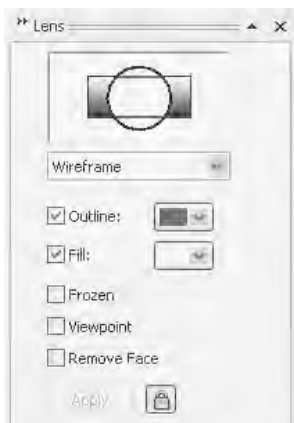 Lens
Wireframe
Outline:
Fill:
Frozen
Viewpoint
Remove Face
Apply